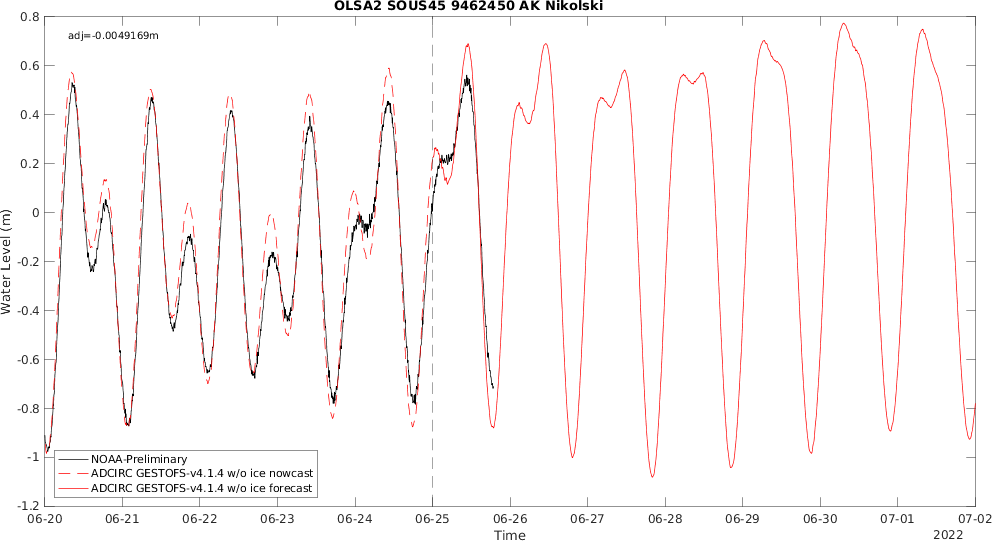 OLSA2 SOUS45 9462450 AK Nikolski
adj=-0.0049169m
Water Level (m)
0.8
0.6
0.4
0.2
0
-0.2
-0.4
-0.6
-0.8
-1
-1.2
NOAA-Preliminary
ADCIRC GESTOFS-v4.1.4 w/o ice nowcast
ADCIRC GESTOFS-v4.1.4 w/o ice forecast
06-20 06-21 06-22 06-23 06-24 06-25 06-26 06-27 06-28 06-29 06-30 07-01 07-02
Time
2022